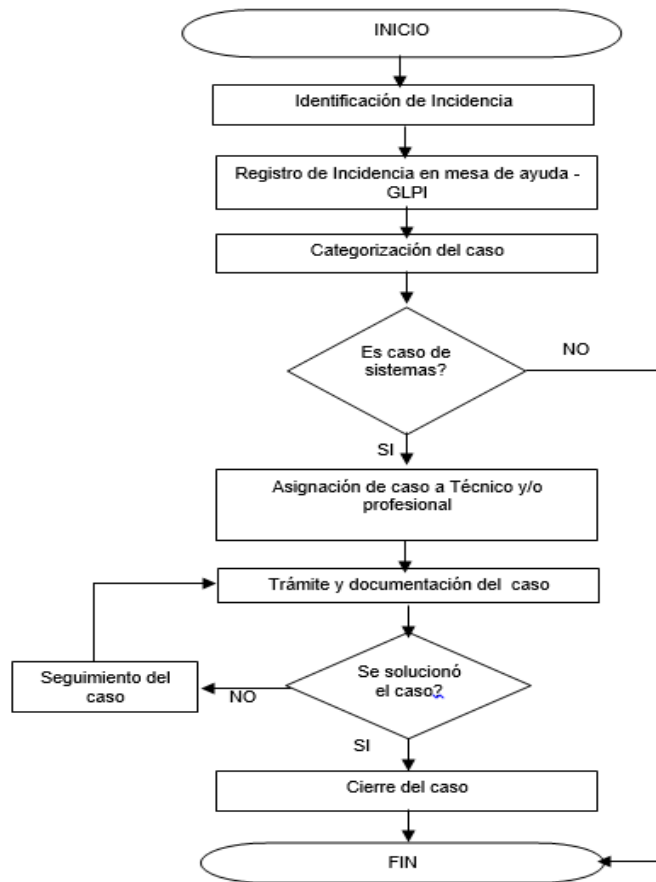 INICIO
Identificación de Incidencia
Registro de Incidencia en mesa de ayuda -
GLPI
Categorización del caso
Es caso de
sistemas?
NO
SI
Asignación de caso a Técnico y/o
profesional
Trámite y documentación del caso
Se solucionó
el caso?
Seguimiento del
caso
NO
SI
Cierre del caso
FIN